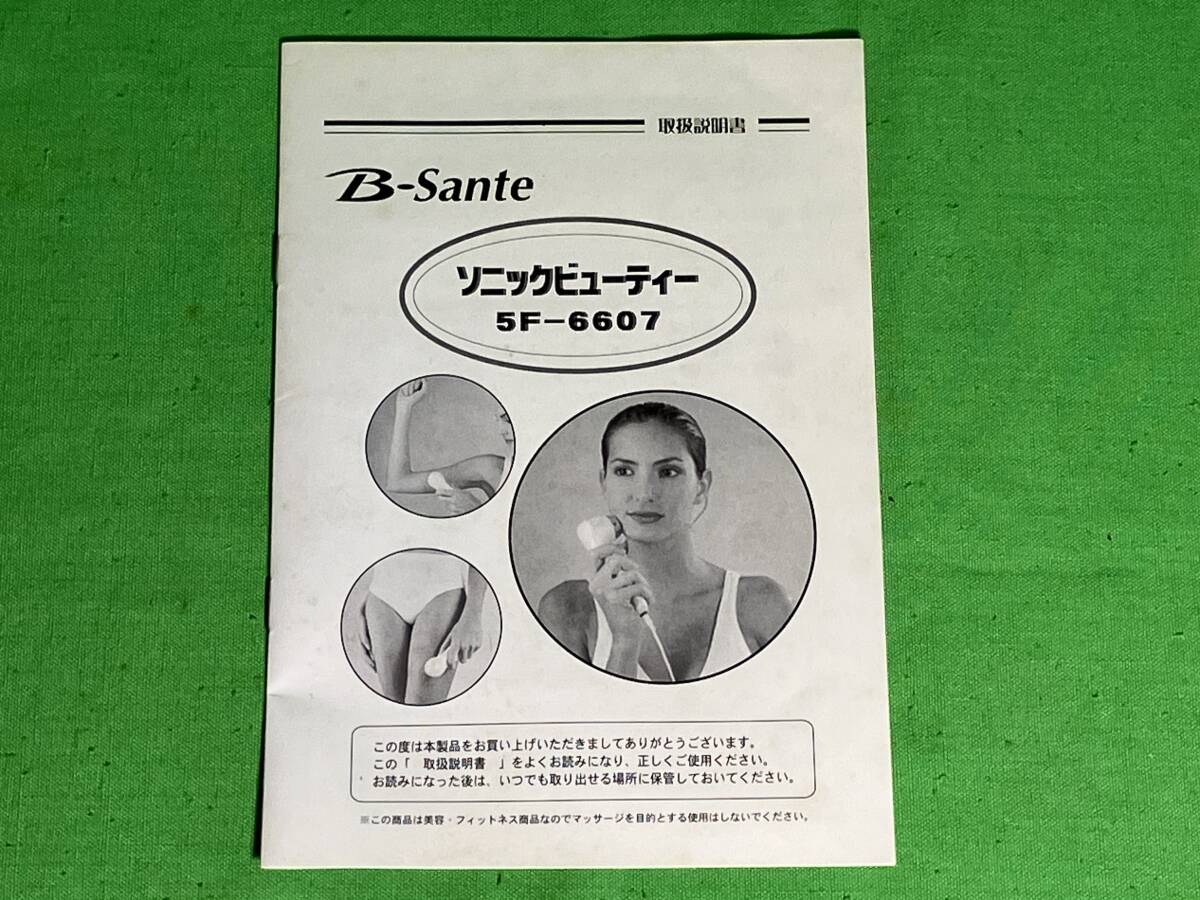 取扱説明書
B-Sante
ソニックビューティー
5F-6607
この度は本製品をお買い上げいただきましてありがとうございます。
この「 取扱説明書 」をよくお読みになり、正しくご使用ください。
お読みになった後は、いつでも取り出せる場所に保管しておいてください。
※この商品は美容・フィットネス商品なのでマッサージを目的とする使用はしないでください。